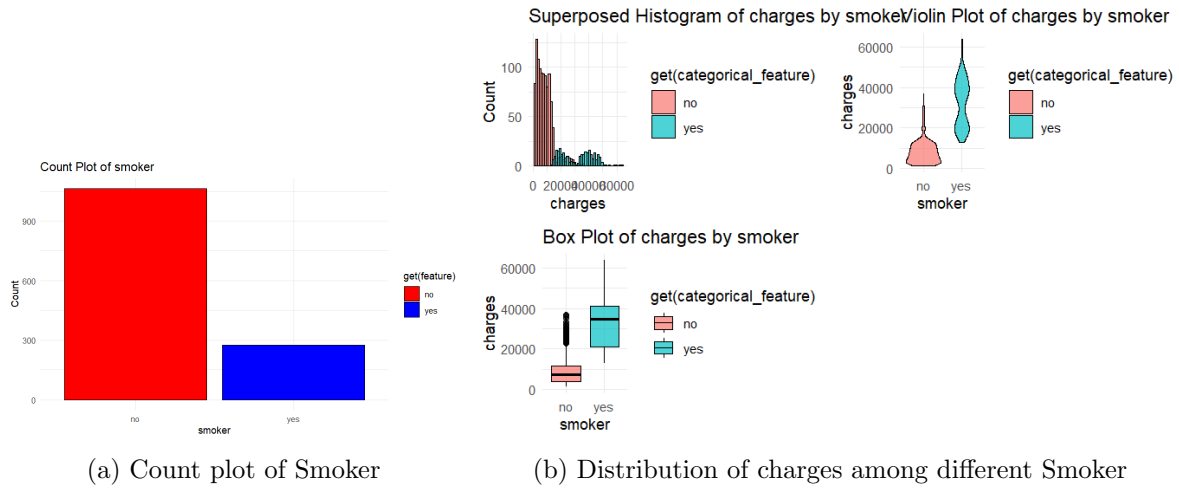 Count Plot of smoker
Count
900
600
300
0
no
yes
smoker
get(feature)
no
yes
(a) Count plot of Smoker
Superposed Histogram of charges by smoker
Count
100
50
0
0 20000 40000 60000
charges
get(categorical_feature)
no
yes
Violin Plot of charges by smoker
charges
60000
40000
20000
0
no yes
smoker
get(categorical_feature)
no
yes
Box Plot of charges by smoker
charges
60000
40000
20000
0
no yes
smoker
get(categorical_feature)
no
yes
(b) Distribution of charges among different Smoker